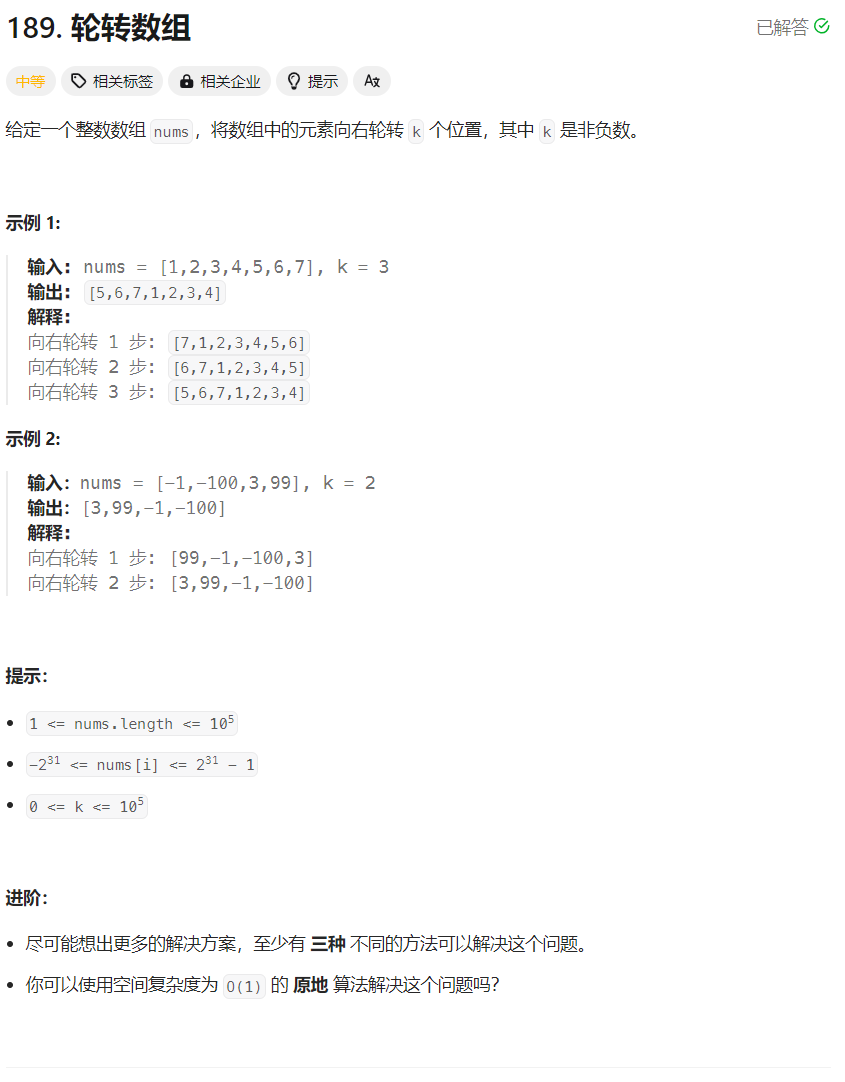 189. 轮转数组
已解答
中等 相关标签 相关企业 提示 Ax
给定一个整数数组 nums，将数组中的元素向右轮转 k 个位置，其中 k 是非负数。
示例 1:
输入: nums = [1,2,3,4,5,6,7], k = 3
输出: [5,6,7,1,2,3,4]
解释:
向右轮转 1 步: [7,1,2,3,4,5,6]
向右轮转 2 步: [6,7,1,2,3,4,5]
向右轮转 3 步: [5,6,7,1,2,3,4]
示例 2:
输入：nums = [-1,-100,3,99], k = 2
输出：[3,99,-1,-100]
解释:
向右轮转 1 步: [99,-1,-100,3]
向右轮转 2 步: [3,99,-1,-100]
提示：
• 1 <= nums.length <= 10⁵
• -2³¹ <= nums[i] <= 2³¹ - 1
• 0 <= k <= 10⁵
进阶：
• 尽可能想出更多的解决方案，至少有 三种 不同的方法可以解决这个问题。
• 你可以使用空间复杂度为 O(1) 的 原地 算法解决这个问题吗？